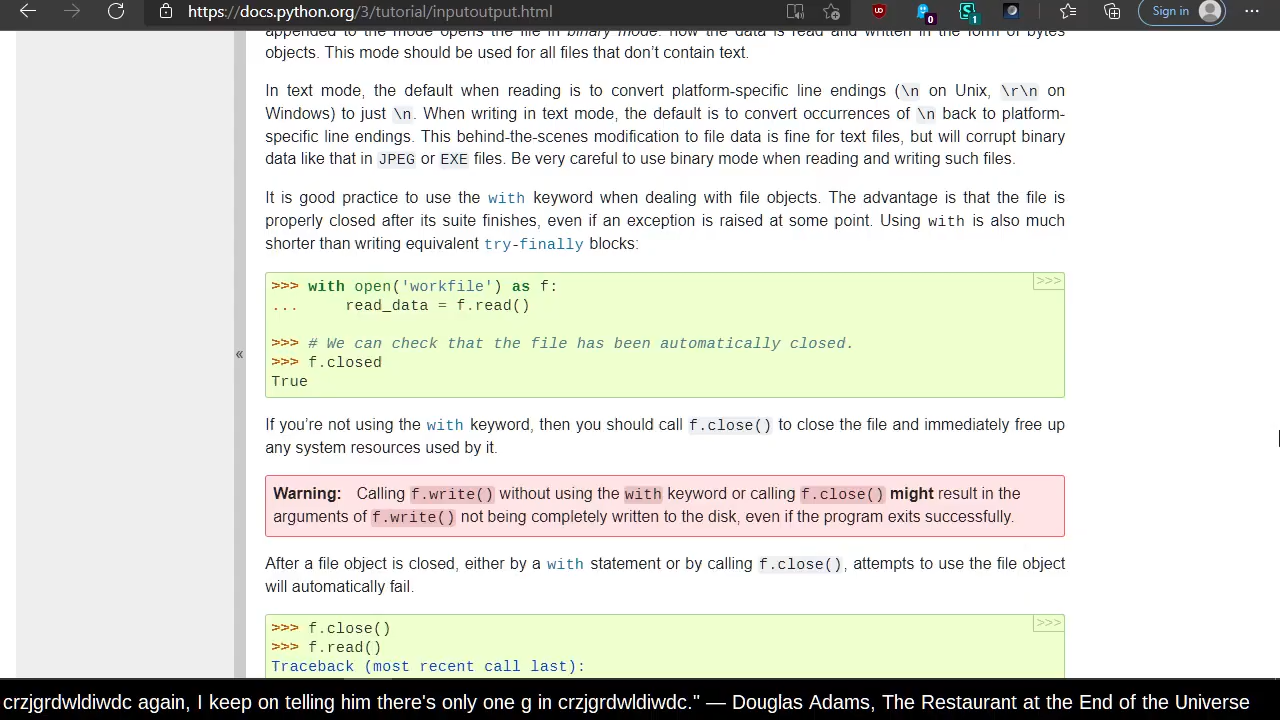 https://docs.python.org/3/tutorial/inputoutput.html
0
1
Sign in
appended to the mode opens the file in binary mode: now the data is read and written in the form of bytes
objects. This mode should be used for all files that don’t contain text.
In text mode, the default when reading is to convert platform-specific line endings (\n on Unix, \r\n on
Windows) to just \n. When writing in text mode, the default is to convert occurrences of \n back to platform-
specific line endings. This behind-the-scenes modification to file data is fine for text files, but will corrupt binary
data like that in JPEG or EXE files. Be very careful to use binary mode when reading and writing such files.
It is good practice to use the with keyword when dealing with file objects. The advantage is that the file is
properly closed after its suite finishes, even if an exception is raised at some point. Using with is also much
shorter than writing equivalent try-finally blocks:
>>> with open('workfile') as f: >>>
...     read_data = f.read()
>>> # We can check that the file has been automatically closed.
>>> f.closed
True
«
If you’re not using the with keyword, then you should call f.close() to close the file and immediately free up
any system resources used by it.
Warning: Calling f.write() without using the with keyword or calling f.close() might result in the
arguments of f.write() not being completely written to the disk, even if the program exits successfully.
After a file object is closed, either by a with statement or by calling f.close(), attempts to use the file object
will automatically fail.
>>> f.close() >>>
>>> f.read()
Traceback (most recent call last):
crzjgrdwldiwdc again, I keep on telling him there's only one g in crzjgrdwldiwdc." — Douglas Adams, The Restaurant at the End of the Universe